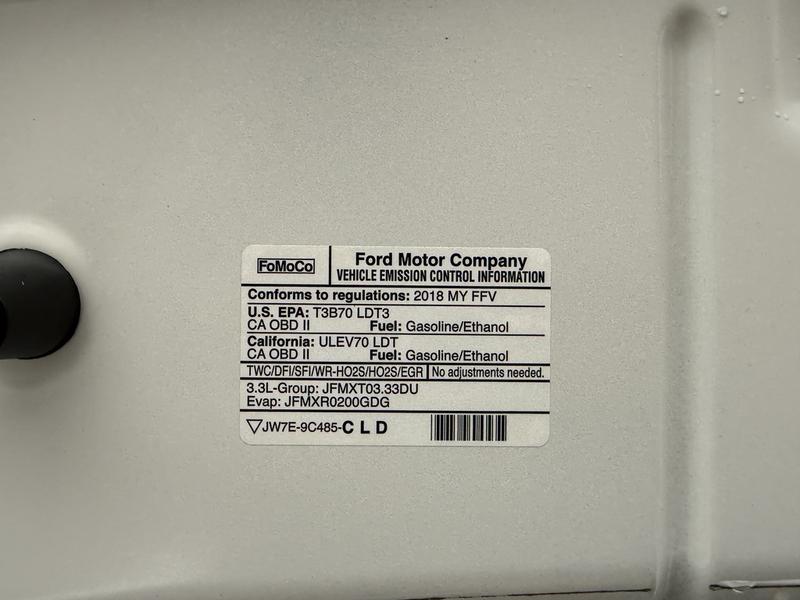 FoMoCo
Ford Motor Company
VEHICLE EMISSION CONTROL INFORMATION
Conforms to regulations: 2018 MY FFV
U.S. EPA: T3B70 LDT3
CA OBD II Fuel: Gasoline/Ethanol
California: ULEV70 LDT
CA OBD II Fuel: Gasoline/Ethanol
TWC/DFI/SFI/WR-HO2S/HO2S/EGR No adjustments needed.
3.3L-Group: JFMXT03.33DU
Evap: JFMXR0200GDG
JW7E-9C485-C L D